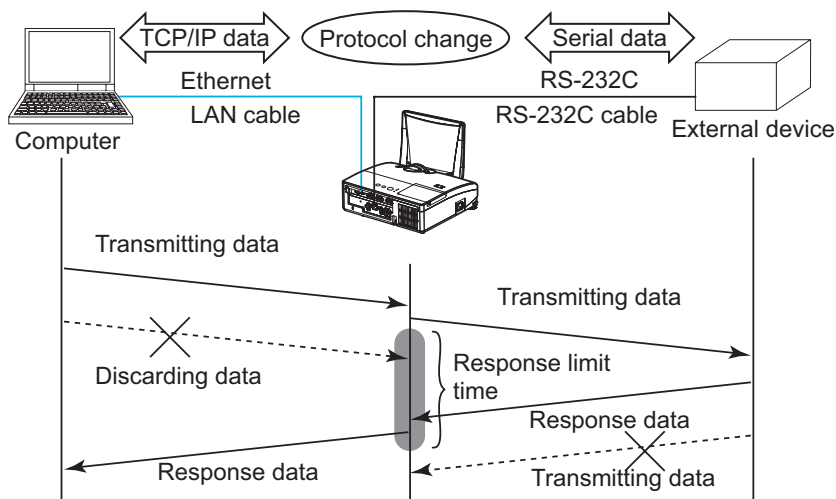 TCP/IP data
Protocol change
Serial data
Ethernet
RS-232C
LAN cable
RS-232C cable
Computer
External device
Transmitting data
Transmitting data
Discarding data
Response limit
time
Response data
Response data
Transmitting data